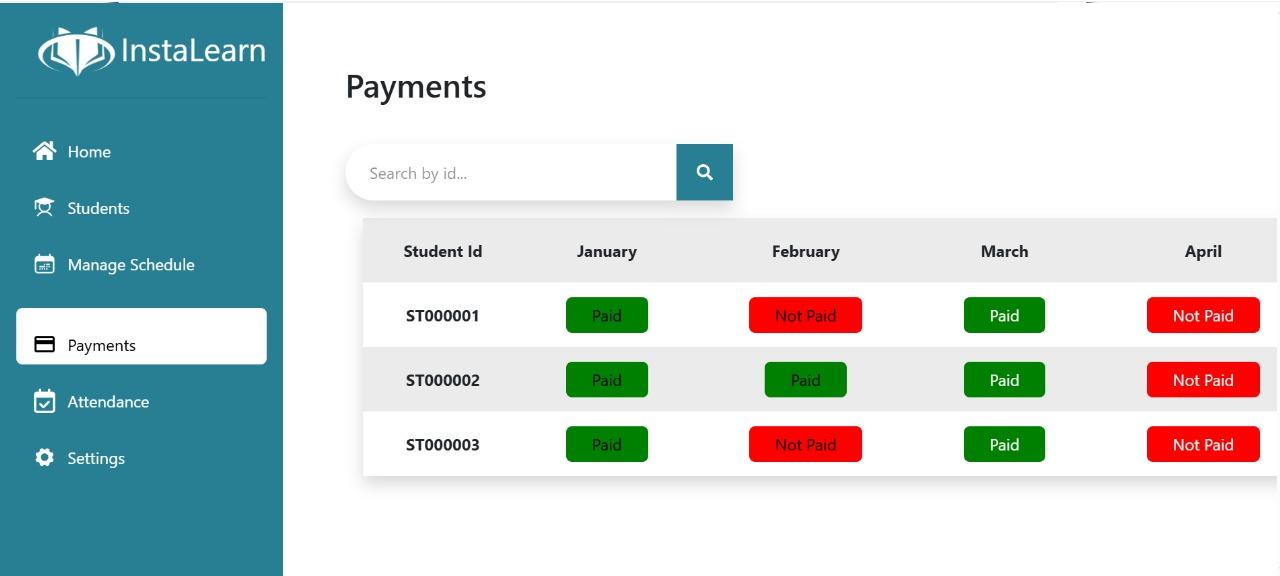 InstaLearn
Home
Students
Manage Schedule
Payments
Attendance
Settings
Payments
Search by id...
Student Id January February March April
ST000001 Paid Not Paid Paid Not Paid
ST000002 Paid Paid Paid Not Paid
ST000003 Paid Not Paid Paid Not Paid